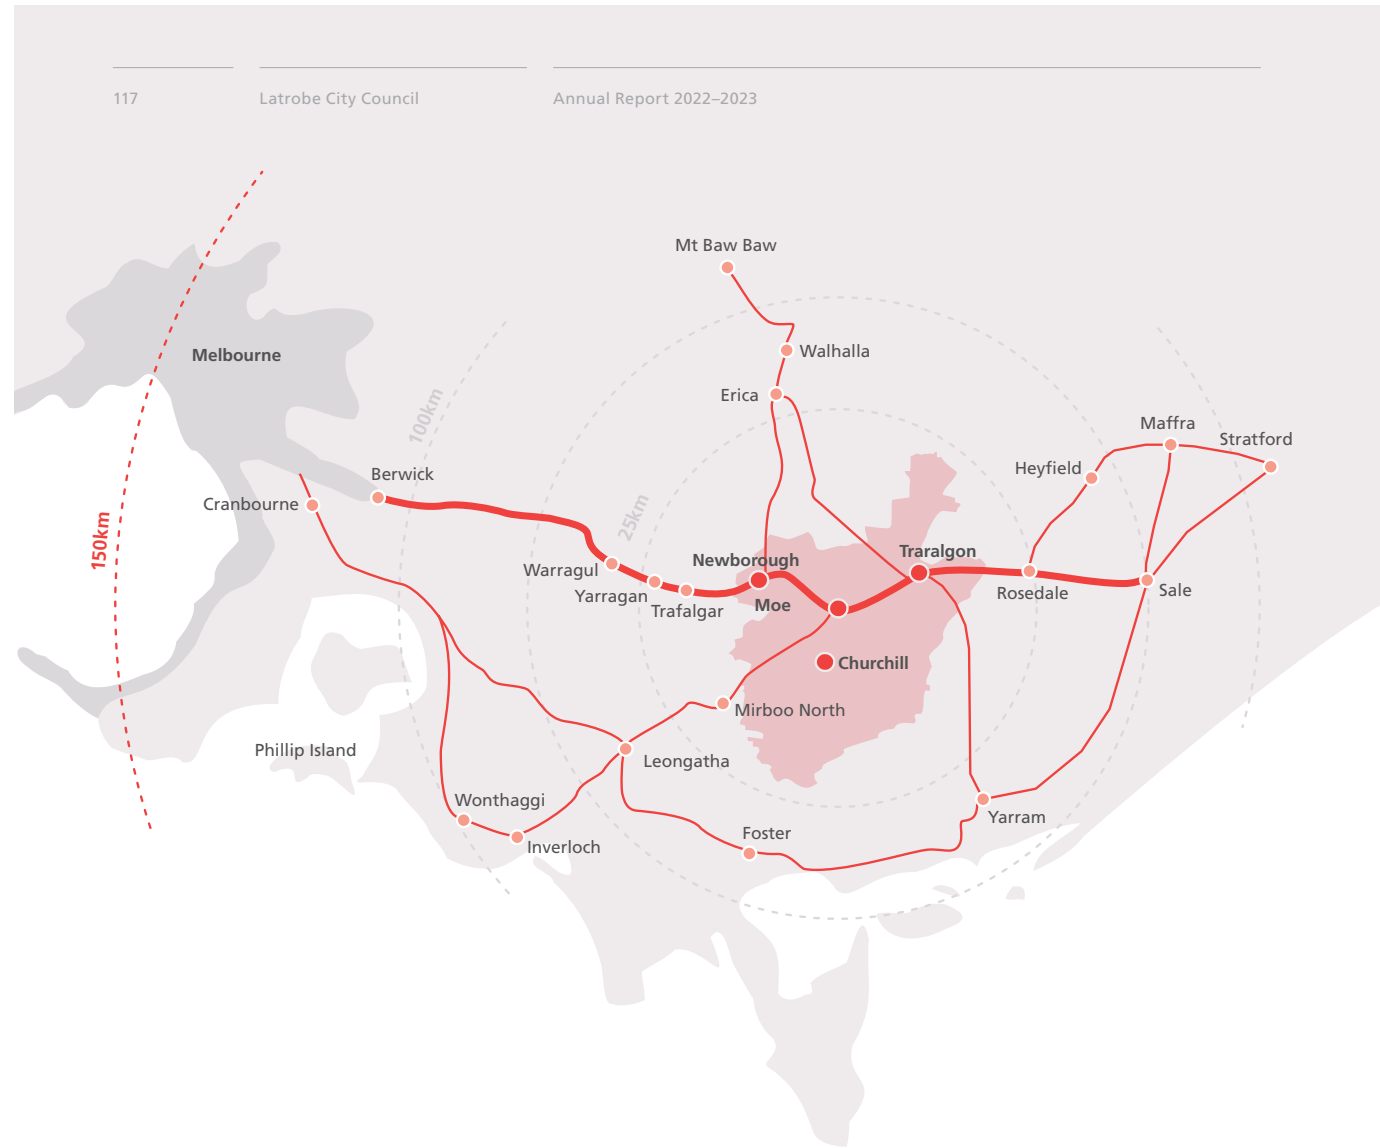 117
Latrobe City Council
Annual Report 2022–2023
Mt Baw Baw
Melbourne
Walhalla
Erica
100km
Maffra
Stratford
Berwick
Heyfield
Cranbourne
25km
150km
Newborough
Traralgon
Warragul
Yarragan
Trafalgar
Moe
Rosedale
Sale
Churchill
Mirboo North
Phillip Island
Leongatha
Wonthaggi
Yarram
Foster
Inverloch